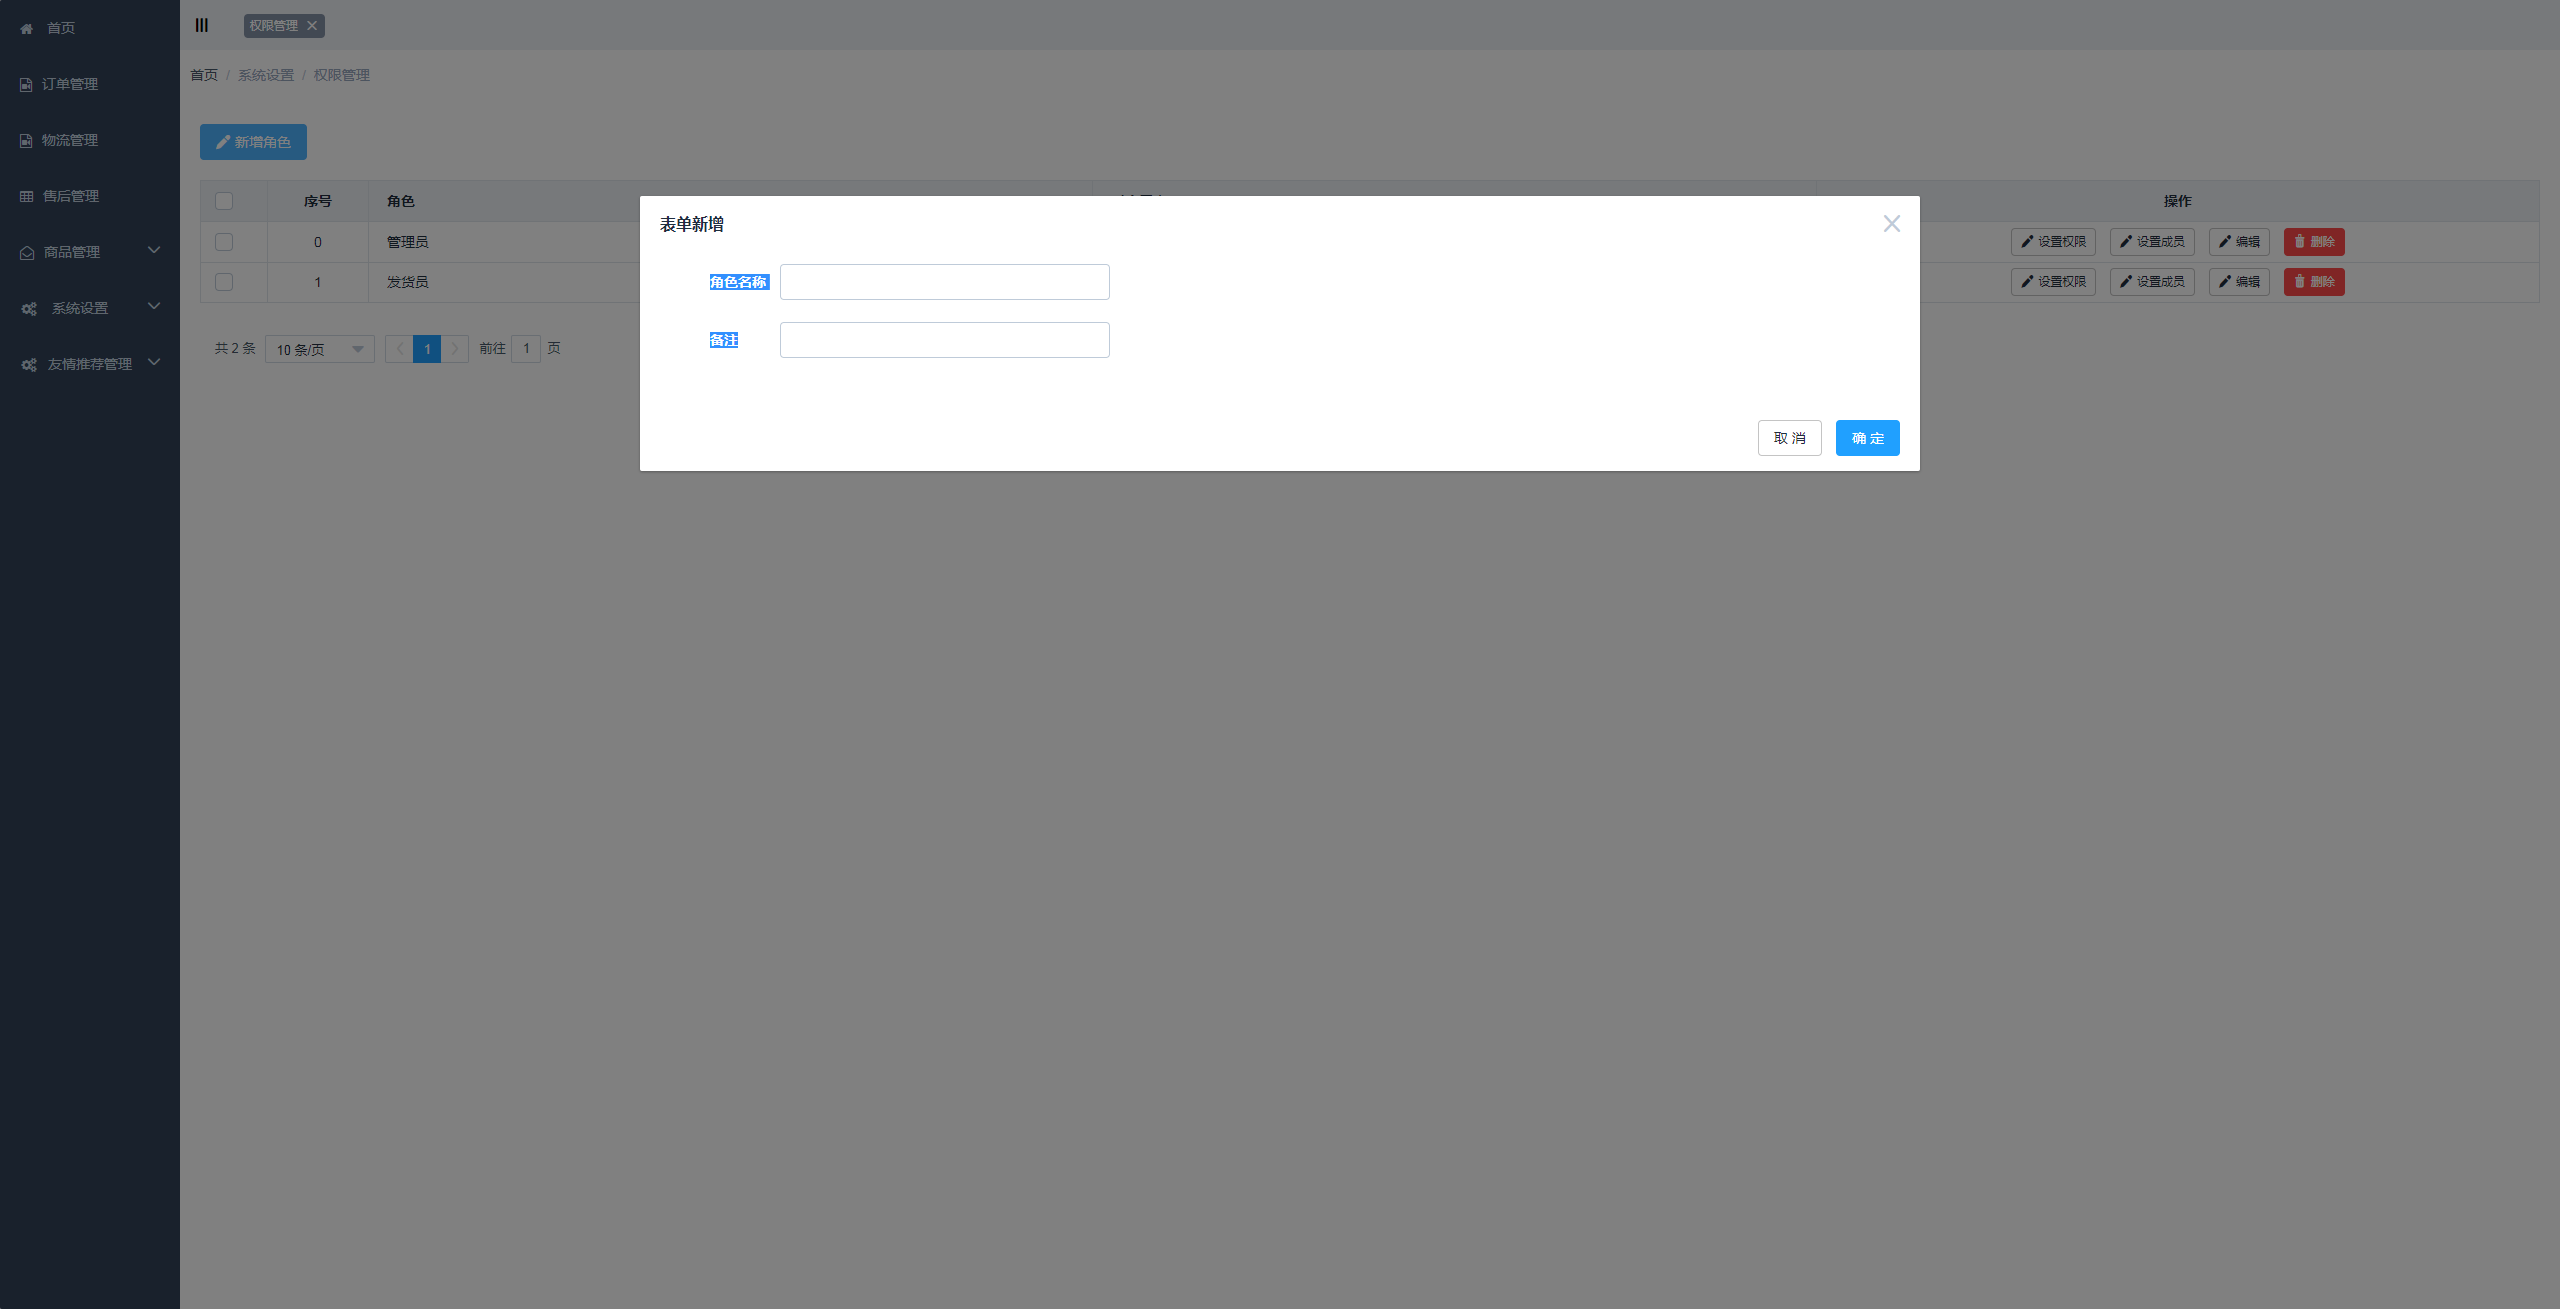 首页
订单管理
物流管理
售后管理
商品管理
系统设置
友情推荐管理
权限管理
首页 / 系统设置 / 权限管理
新增角色
序号 角色 操作
0 管理员 设置权限 设置成员 编辑 删除
1 发货员 设置权限 设置成员 编辑 删除
共 2 条 10 条/页 1 前往 1 页
表单新增
角色名称
备注
取 消 确 定